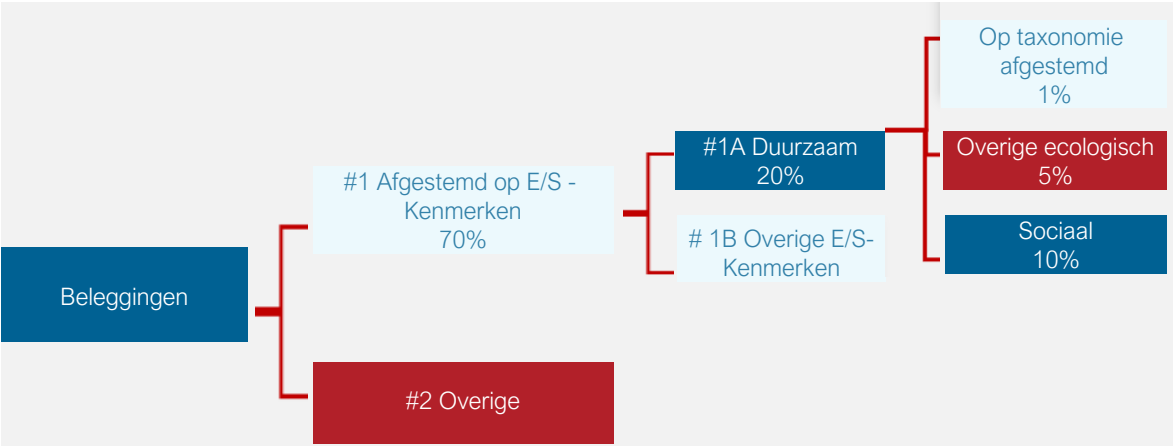 Op taxonomie
afgestemd
1%
#1A Duurzaam
20%
Overige ecologisch
5%
#1 Afgestemd op E/S -
Kenmerken
70%
# 1B Overige E/S-
Kenmerken
Sociaal
10%
Beleggingen
#2 Overige